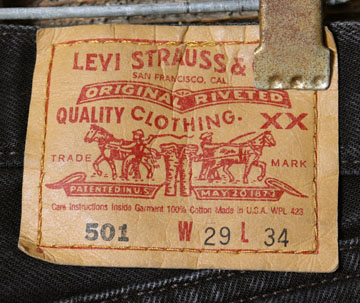 LEVI STRAUSS &
SAN FRANCISCO, CAL
ORIGINAL RIVETED
QUALITY CLOTHING. XX
TRADE MARK
PATENTED IN U.S. MAY 20 1873
Care Instructions Inside Garment 100% Cotton Made in U.S.A. WPL 423
501 W 29 L 34